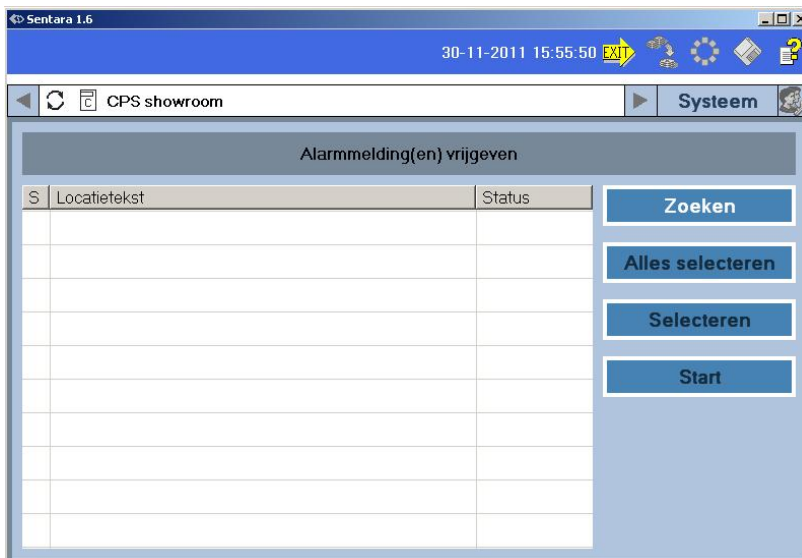 Sentara 1.6
30-11-2011 15:55:50 EXIT
CPS showroom
Systeem
Alarmmelding(en) vrijgeven
S Locatietekst Status
Zoeken
Alles selecteren
Selecteren
Start